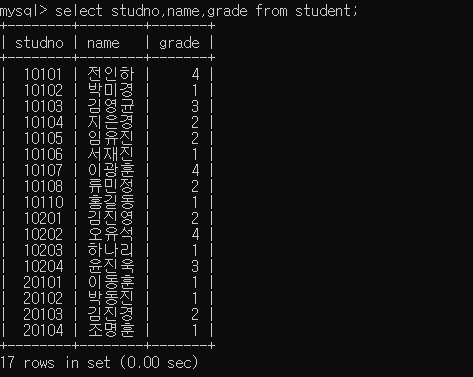 mysql> select studno,name,grade from student;
+--------+--------+-------+
| studno | name | grade |
+--------+--------+-------+
| 10101 | 전인하 | 4 |
| 10102 | 박미경 | 1 |
| 10103 | 김영균 | 3 |
| 10104 | 지은경 | 2 |
| 10105 | 임유진 | 2 |
| 10106 | 서재진 | 1 |
| 10107 | 이광훈 | 4 |
| 10108 | 류민정 | 2 |
| 10110 | 홍길동 | 1 |
| 10201 | 김진영 | 2 |
| 10202 | 오유석 | 4 |
| 10203 | 하나리 | 1 |
| 10204 | 윤진욱 | 3 |
| 20101 | 이동훈 | 1 |
| 20102 | 박동진 | 1 |
| 20103 | 김진경 | 2 |
| 20104 | 조명훈 | 1 |
+--------+--------+-------+
17 rows in set (0.00 sec)